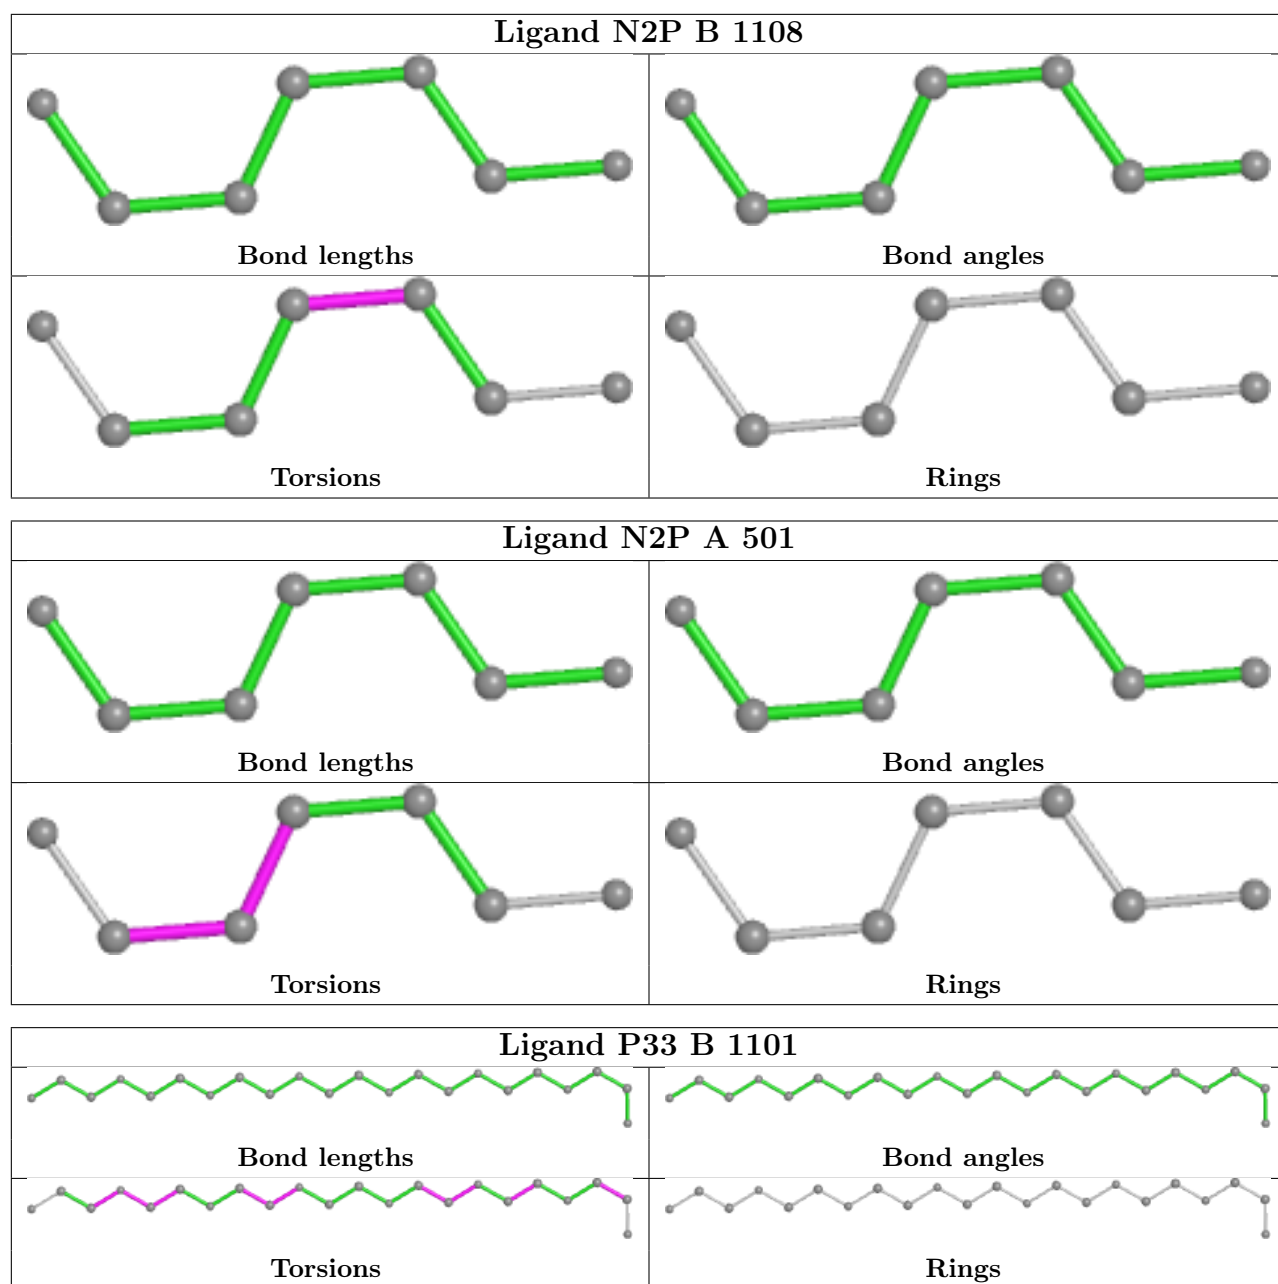 Ligand N2P B 1108
Bond lengths
Bond angles
Torsions
Rings
Ligand N2P A 501
Bond lengths
Bond angles
Torsions
Rings
Ligand P33 B 1101
Bond lengths
Bond angles
Torsions
Rings